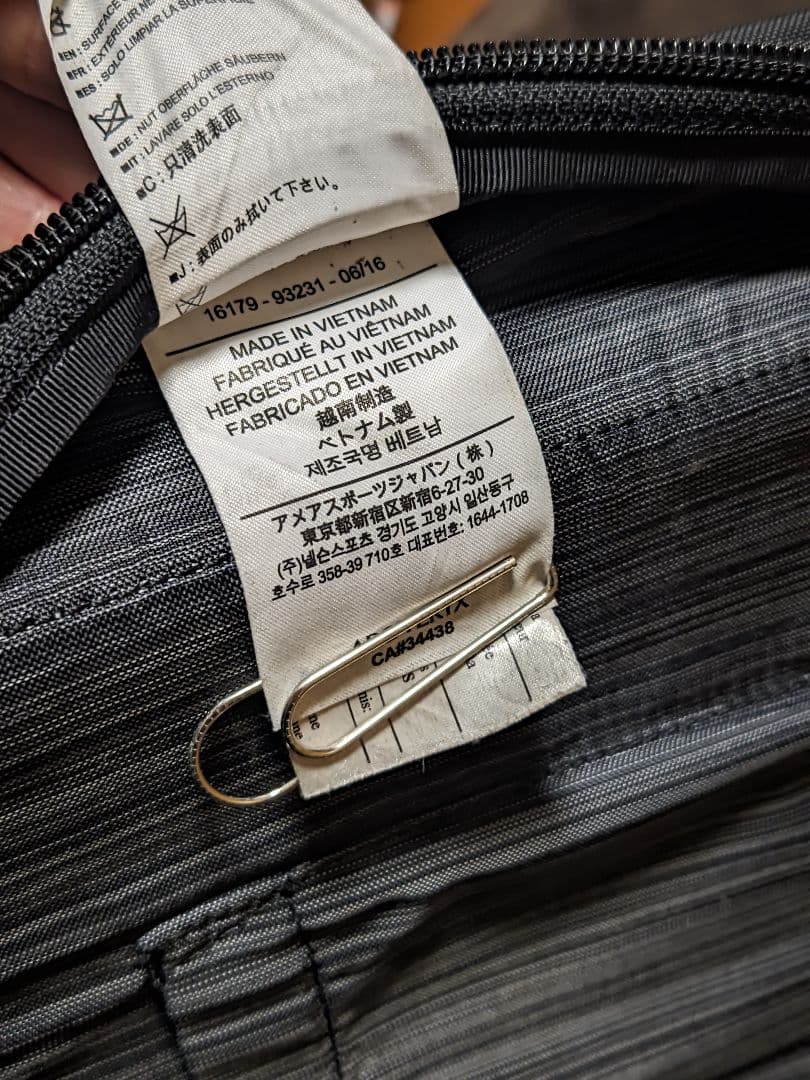 EN: SURFACE
FR: EXTÉRIEUR
ES: SOLO LIMPIAR LA SUPERFICIE
DE: NUT OBERFLÄCHE SÄUBERN
IT: LAVARE SOLO L'ESTERNO
C: 只清洗表面
J: 表面のみ拭いて下さい。
16179 - 93231 - 06/16
MADE IN VIETNAM
FABRIQUÉ AU VIÊTNAM
HERGESTELLT IN VIETNAM
FABRICADO EN VIETNAM
越南制造
ベトナム製
제조국명 베트남
アメアスポーツジャパン (株)
東京都新宿区新宿6-27-30
(주)넬슨스포츠 경기도 고양시 일산동구
호수로 358-39 710호 대표번호: 1644-1708
CA#34438